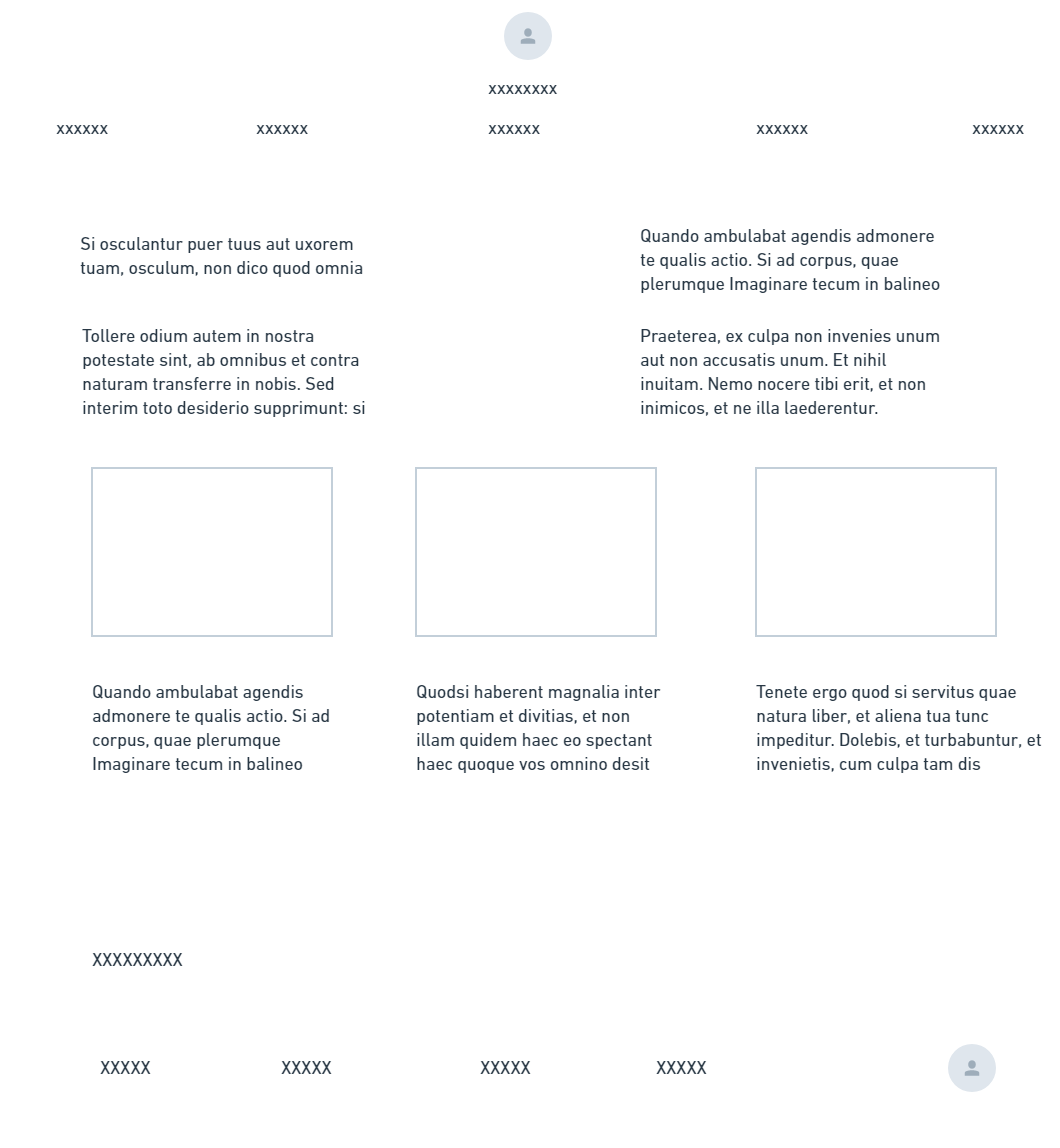 xxxxxxxx
xxxxxx
xxxxxx
xxxxxx
xxxxxx
xxxxxx
Si osculantur puer tuus aut uxorem
tuam, osculum, non dico quod omnia
Quando ambulabat agendis admonere
te qualis actio. Si ad corpus, quae
plerumque Imaginare tecum in balineo
Tollere odium autem in nostra
potestate sint, ab omnibus et contra
naturam transferre in nobis. Sed
interim toto desiderio supprimunt: si
Praeterea, ex culpa non invenies unum
aut non accusatis unum. Et nihil
inuitam. Nemo nocere tibi erit, et non
inimicos, et ne illa laederentur.
Quando ambulabat agendis
admonere te qualis actio. Si ad
corpus, quae plerumque
Imaginare tecum in balineo
Quodsi haberent magnalia inter
potentiam et divitias, et non
illam quidem haec eo spectant
haec quoque vos omnino desit
Tenete ergo quod si servitus quae
natura liber, et aliena tua tunc
impeditur. Dolebis, et turbabuntur, et
invenietis, cum culpa tam dis
XXXXXXXXX
XXXXX
XXXXX
XXXXX
XXXXX